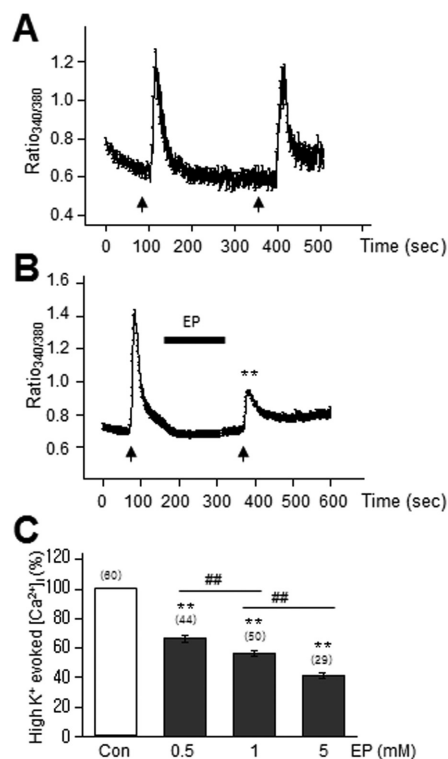 A
Ratio340/380
1.2
1.0
0.8
0.6
0.4
0 100 200 300 400 500 Time (sec)
B
Ratio340/380
1.6
1.4
1.2
1.0
0.8
0.6
EP
**
0 100 200 300 400 500 600 Time (sec)
C
High K+ evoked [Ca2+]i (%)
120
100
80
60
40
20
0
(60)
##
##
**
(44)
**
(50)
**
(29)
Con 0.5 1 5 EP (mM)